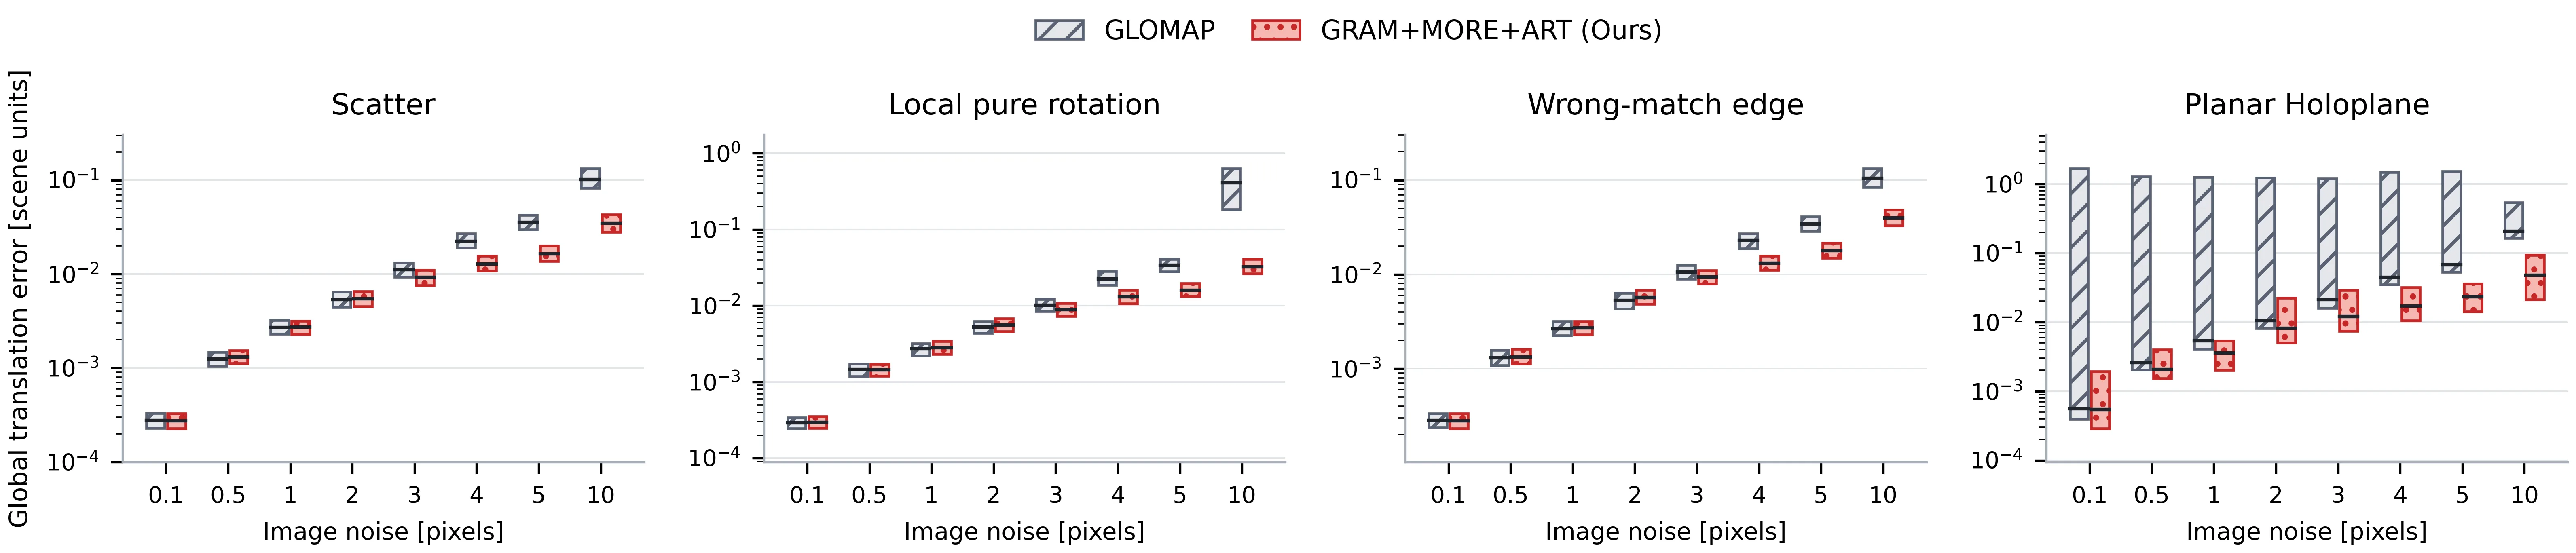 GLOMAP
GRAM+MORE+ART (Ours)
Global translation error [scene units]
Scatter
10⁻¹
10⁻²
10⁻³
10⁻⁴
0.1 0.5 1 2 3 4 5 10
Image noise [pixels]
Local pure rotation
10⁰
10⁻¹
10⁻²
10⁻³
10⁻⁴
0.1 0.5 1 2 3 4 5 10
Image noise [pixels]
Wrong-match edge
10⁻¹
10⁻²
10⁻³
0.1 0.5 1 2 3 4 5 10
Image noise [pixels]
Planar Holoplane
10⁰
10⁻¹
10⁻²
10⁻³
10⁻⁴
0.1 0.5 1 2 3 4 5 10
Image noise [pixels]